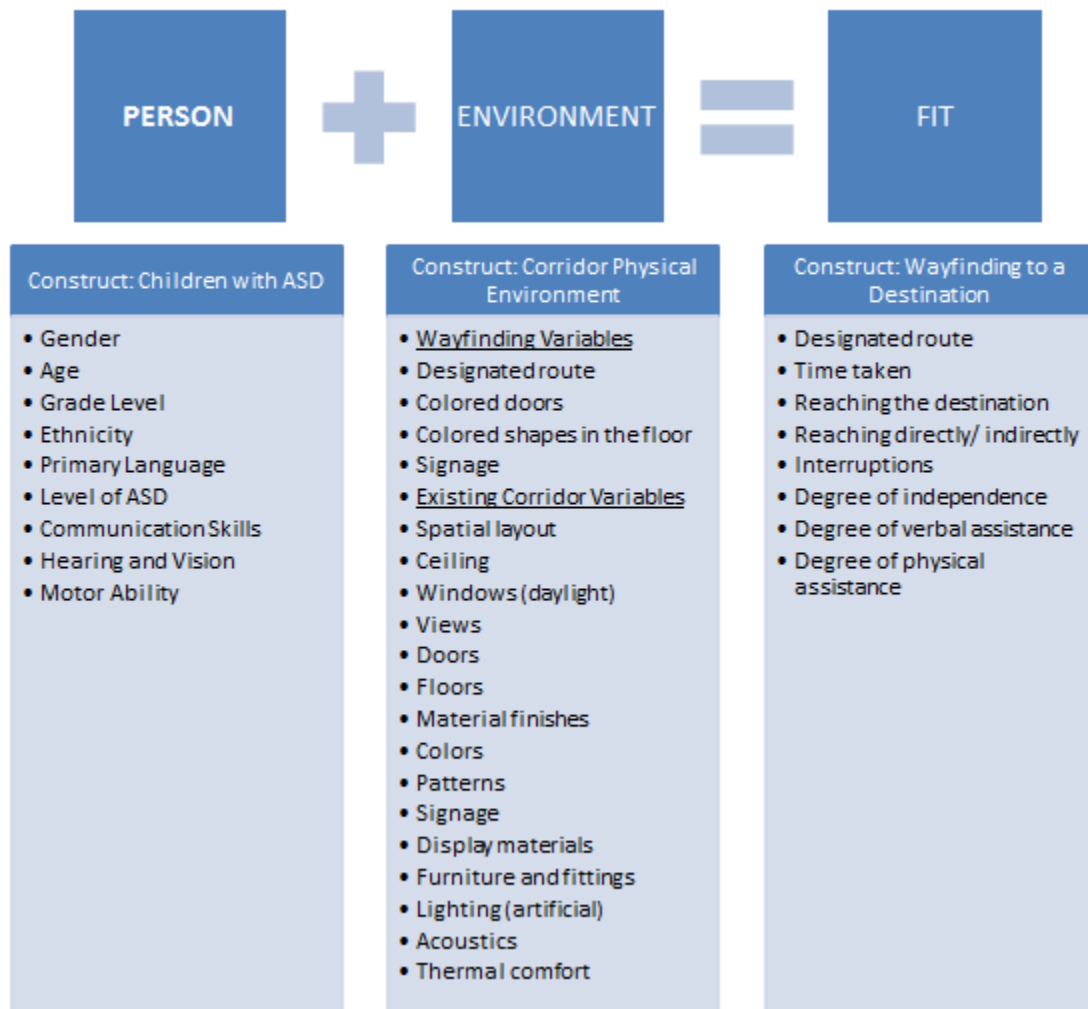 PERSON
ENVIRONMENT
FIT
Construct: Children with ASD
• Gender
• Age
• Grade Level
• Ethnicity
• Primary Language
• Level of ASD
• Communication Skills
• Hearing and Vision
• Motor Ability
Construct: Corridor Physical
Environment
• Wayfinding Variables
• Designated route
• Colored doors
• Colored shapes in the floor
• Signage
• Existing Corridor Variables
• Spatial layout
• Ceiling
• Windows (daylight)
• Views
• Doors
• Floors
• Material finishes
• Colors
• Patterns
• Signage
• Display materials
• Furniture and fittings
• Lighting (artificial)
• Acoustics
• Thermal comfort
Construct: Wayfinding to a
Destination
• Designated route
• Time taken
• Reaching the destination
• Reaching directly/ indirectly
• Interruptions
• Degree of independence
• Degree of verbal assistance
• Degree of physical
assistance